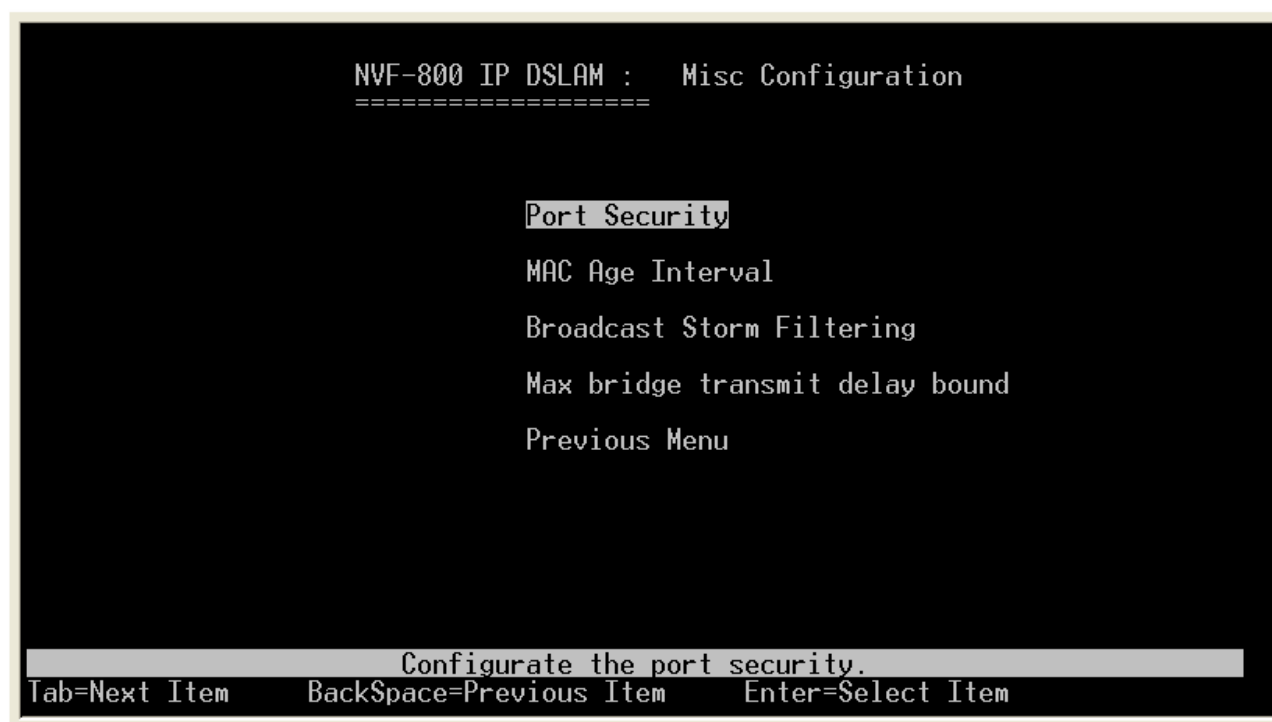 NVF-800 IP DSLAM :   Misc Configuration
===================
Port Security
MAC Age Interval
Broadcast Storm Filtering
Max bridge transmit delay bound
Previous Menu
Configurate the port security.
Tab=Next Item     BackSpace=Previous Item     Enter=Select Item